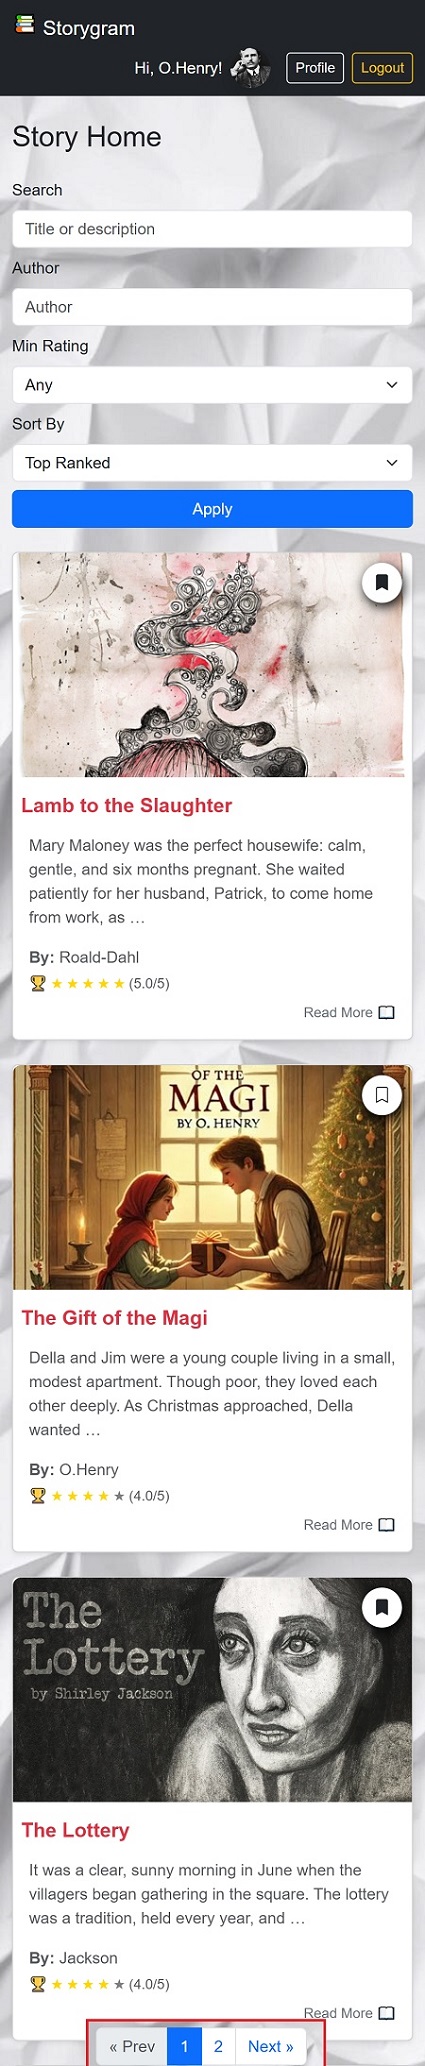 Storygram
Hi, O.Henry!
Profile
Logout
Story Home
Search
Title or description
Author
Author
Min Rating
Any
Sort By
Top Ranked
Apply
Lamb to the Slaughter
Mary Maloney was the perfect housewife: calm,
gentle, and six months pregnant. She waited
patiently for her husband, Patrick, to come home
from work, as …
By: Roald-Dahl
(5.0/5)
Read More
OF THE
MAGI
BY O. HENRY
The Gift of the Magi
Della and Jim were a young couple living in a small,
modest apartment. Though poor, they loved each
other deeply. As Christmas approached, Della
wanted …
By: O.Henry
(4.0/5)
Read More
The
Lottery
by Shirley Jackson
The Lottery
It was a clear, sunny morning in June when the
villagers began gathering in the square. The lottery
was a tradition, held every year, and …
By: Jackson
(4.0/5)
Read More
« Prev
1
2
Next »